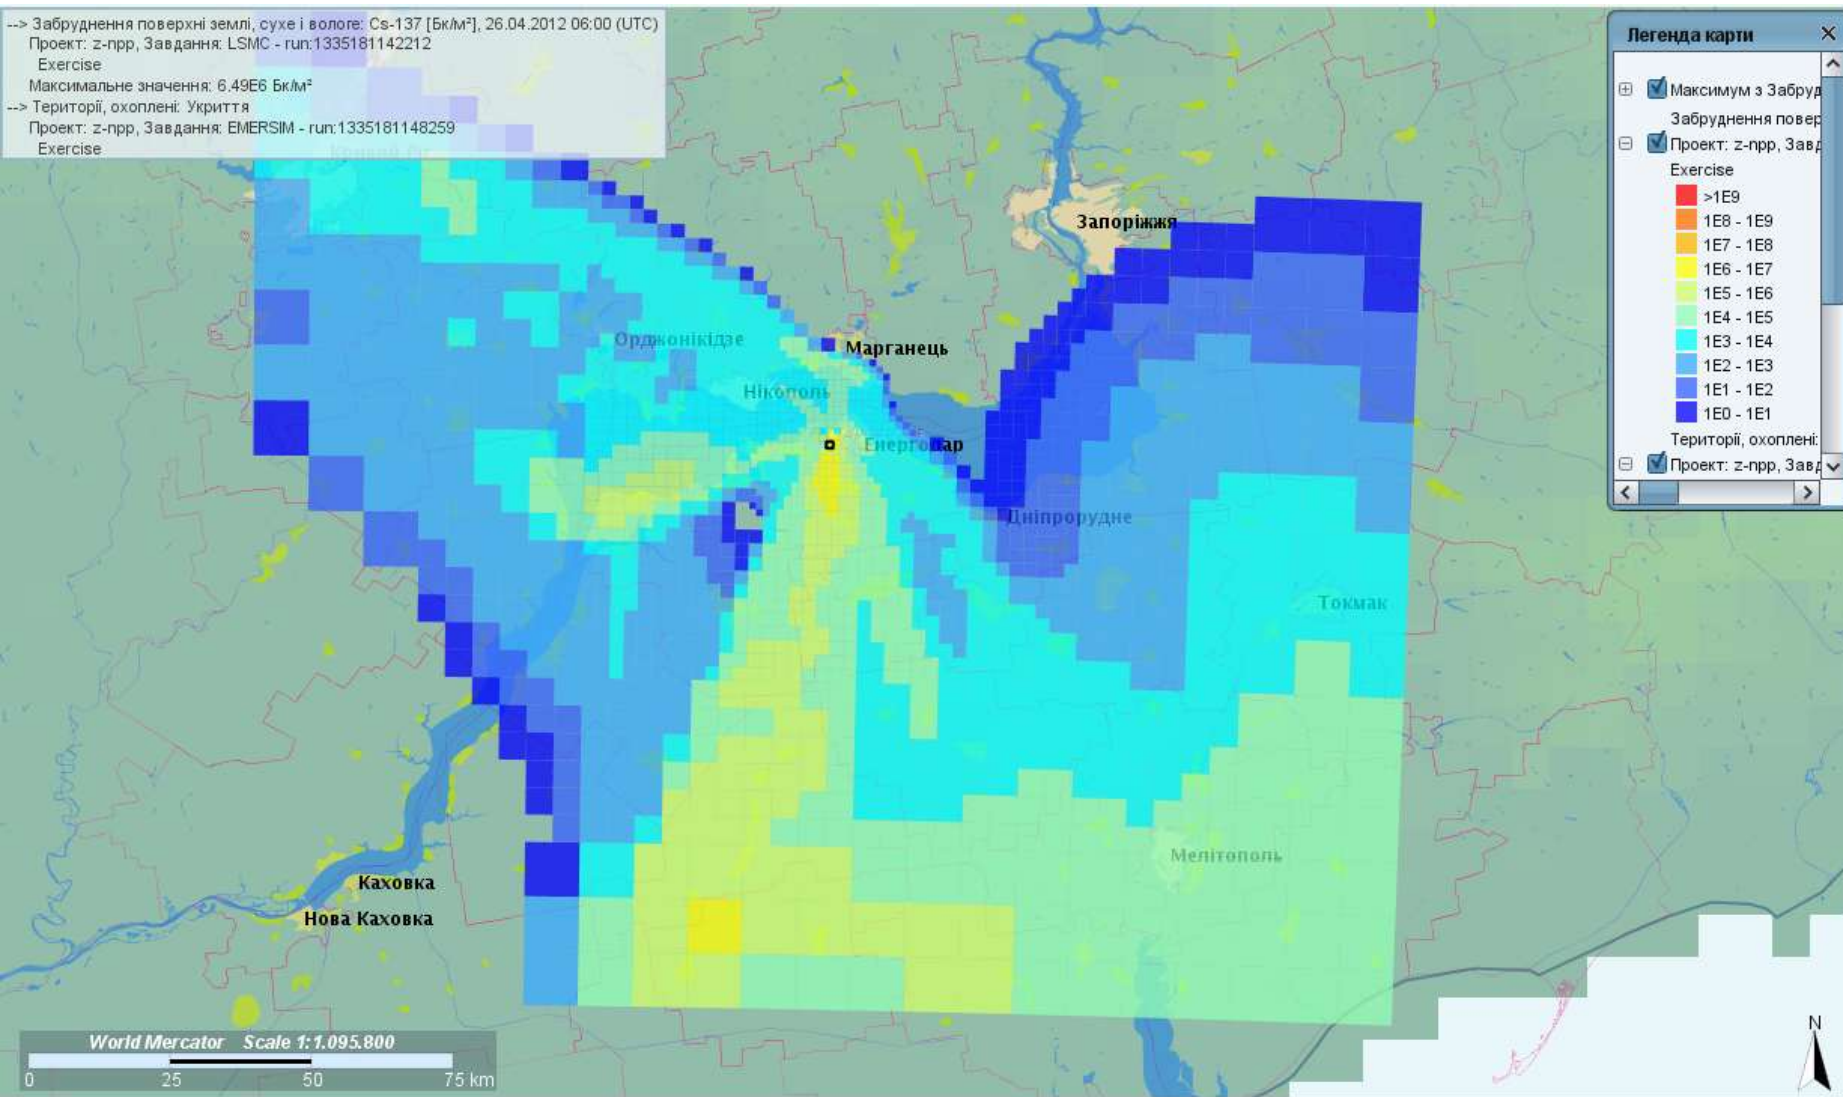 --> Забруднення поверхні землі, сухе і вологе: Cs-137 [Бк/м²], 26.04.2012 06:00 (UTC)
Проект: z-npp, Завдання: LSMC - run:1335181142212
Exercise
Максимальне значення: 6.49E6 Бк/м²
--> Території, охоплені: Укриття
Проект: z-npp, Завдання: EMERSIM - run:1335181148259
Exercise
Кривий Ріг
Запоріжжя
Орджонікідзе
Марганець
Нікополь
Енергодар
Дніпрорудне
Токмак
Мелітополь
Каховка
Нова Каховка
Легенда карти
Максимум з Забруд
Забруднення повер
Проект: z-npp, Завд
Exercise
>1E9
1E8 - 1E9
1E7 - 1E8
1E6 - 1E7
1E5 - 1E6
1E4 - 1E5
1E3 - 1E4
1E2 - 1E3
1E1 - 1E2
1E0 - 1E1
Території, охоплені:
Проект: z-npp, Завд
World Mercator Scale 1:1.095.800
0 25 50 75 km
N